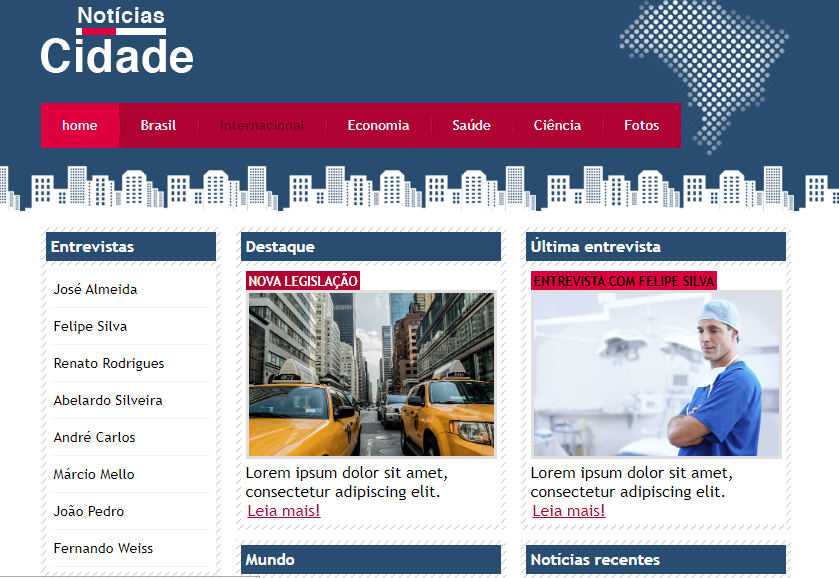 Notícias
Cidade
home Brasil Internacional Economia Saúde Ciência Fotos
Entrevistas
José Almeida
Felipe Silva
Renato Rodrigues
Abelardo Silveira
André Carlos
Márcio Mello
João Pedro
Fernando Weiss
Destaque
NOVA LEGISLAÇÃO
Lorem ipsum dolor sit amet,
consectetur adipiscing elit.
Leia mais!
Última entrevista
ENTREVISTA COM FELIPE SILVA
Lorem ipsum dolor sit amet,
consectetur adipiscing elit.
Leia mais!
Mundo
Notícias recentes